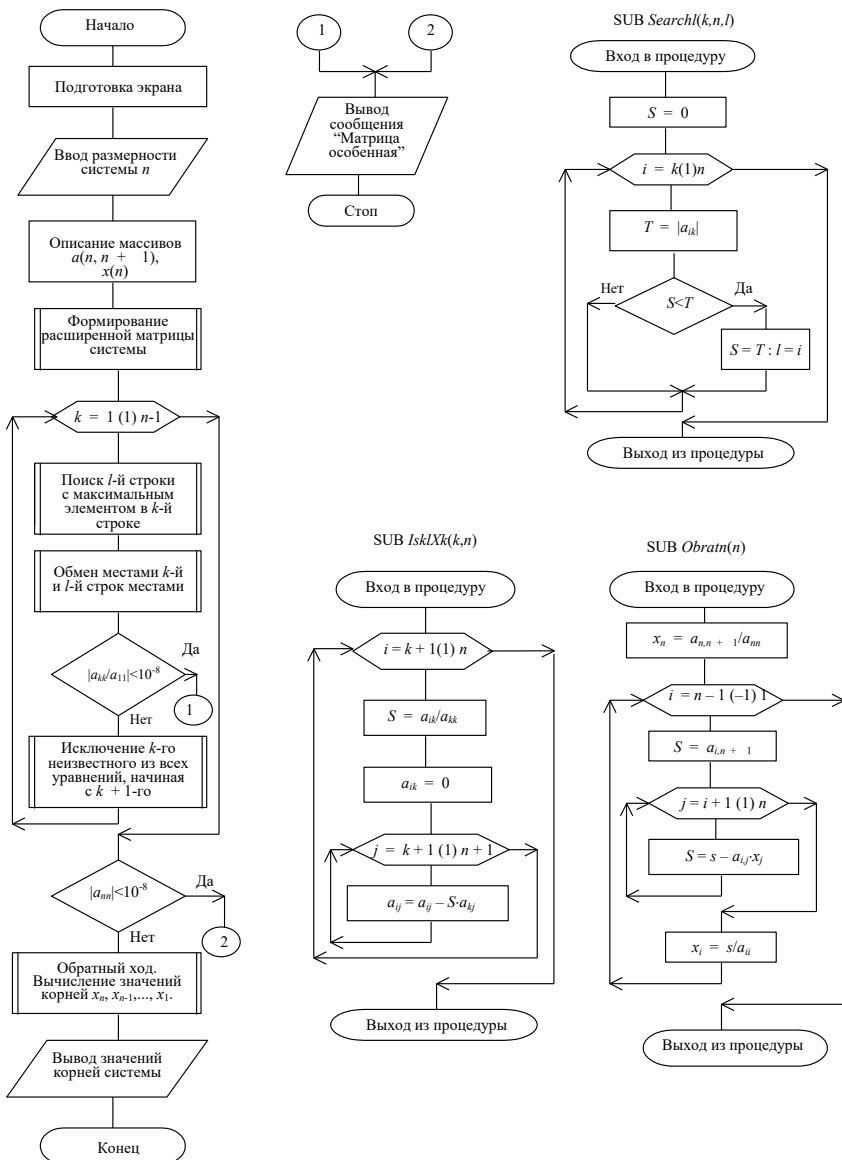 Начало
Подготовка экрана
Ввод размерности
системы n
Описание массивов
a(n, n + 1),
x(n)
Формирование
расширенной матрицы
системы
k = 1 (1) n-1
Поиск l-й строки
с максимальным
элементом в k-й
строке
Обмен местами k-й
и l-й строк местами
|akk/a11|<10-8
Да
1
Нет
Исключение k-го
неизвестного из всех
уравнений, начиная
с k + 1-го
|ann|<10-8
Да
2
Нет
Обратный ход.
Вычисление значений
корней xn, xn-1,..., x1.
Вывод значений
корней системы
Конец
1
2
Вывод
сообщения
“Матрица
особенная”
Стоп
SUB Searchl(k,n,l)
Вход в процедуру
S = 0
i = k(1)n
T = |aik|
Нет
Да
S<T
S = T : l = i
Выход из процедуры
SUB IsklXk(k,n)
Вход в процедуру
i = k + 1(1) n
S = aik/akk
aik = 0
j = k + 1 (1) n + 1
aij = aij – S·akj
Выход из процедуры
SUB Obratn(n)
Вход в процедуру
xn = an,n + 1/ann
i = n – 1 (–1) 1
S = ai,n + 1
j = i + 1 (1) n
S = s – ai,j·xj
xi = s/aii
Выход из процедуры